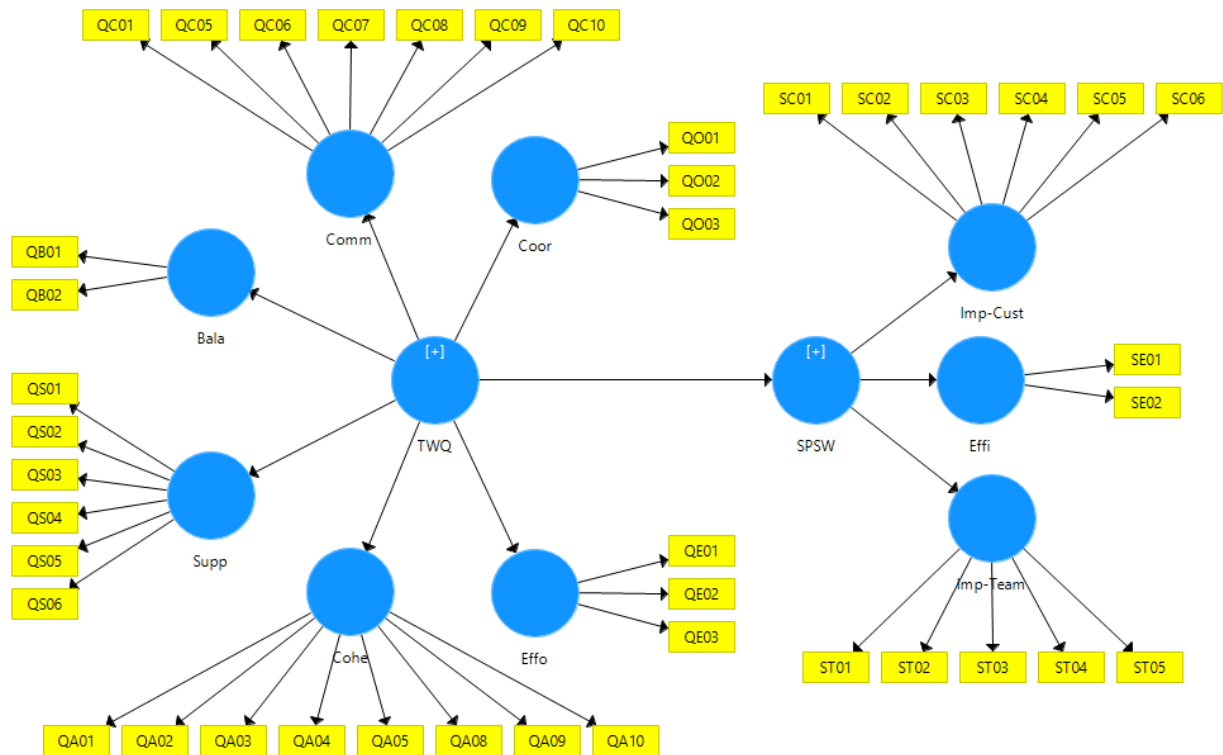 QC01 QC05 QC06 QC07 QC08 QC09 QC10
SC01 SC02 SC03 SC04 SC05 SC06
QO01
QO02
QO03
Comm
Coor
QB01
QB02
Bala
Imp-Cust
[+]
TWQ
[+]
SPSW
SE01
SE02
Effi
QS01
QS02
QS03
QS04
QS05
QS06
Supp
QE01
QE02
QE03
Cohe
Effo
Imp-Team
ST01 ST02 ST03 ST04 ST05
QA01 QA02 QA03 QA04 QA05 QA08 QA09 QA10